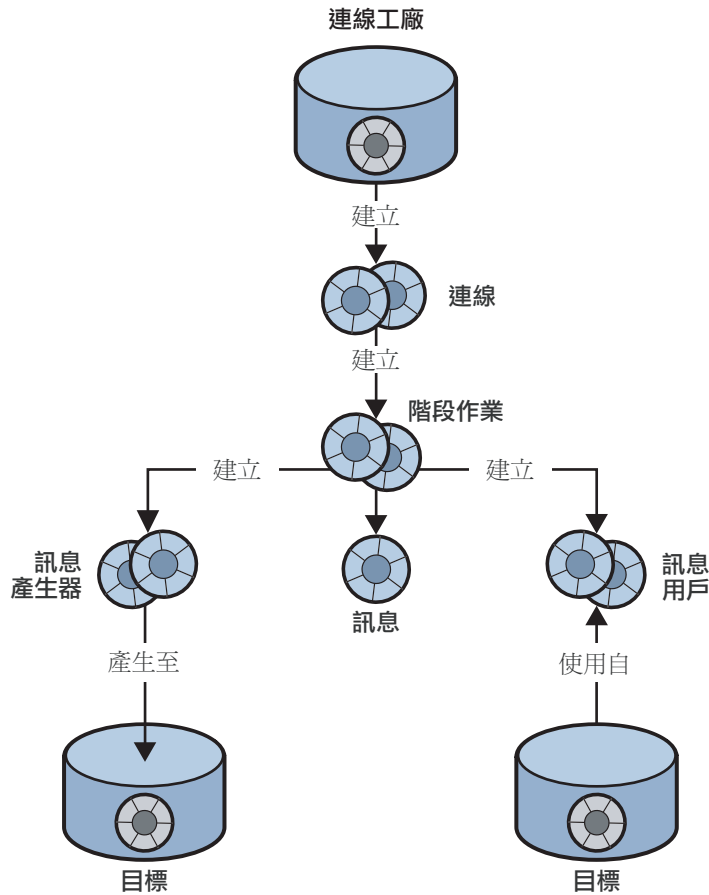 連線工廠
建立
連線
建立
階段作業
建立
建立
訊息
產生器
訊息
訊息
用戶
產生至
使用自
目標
目標